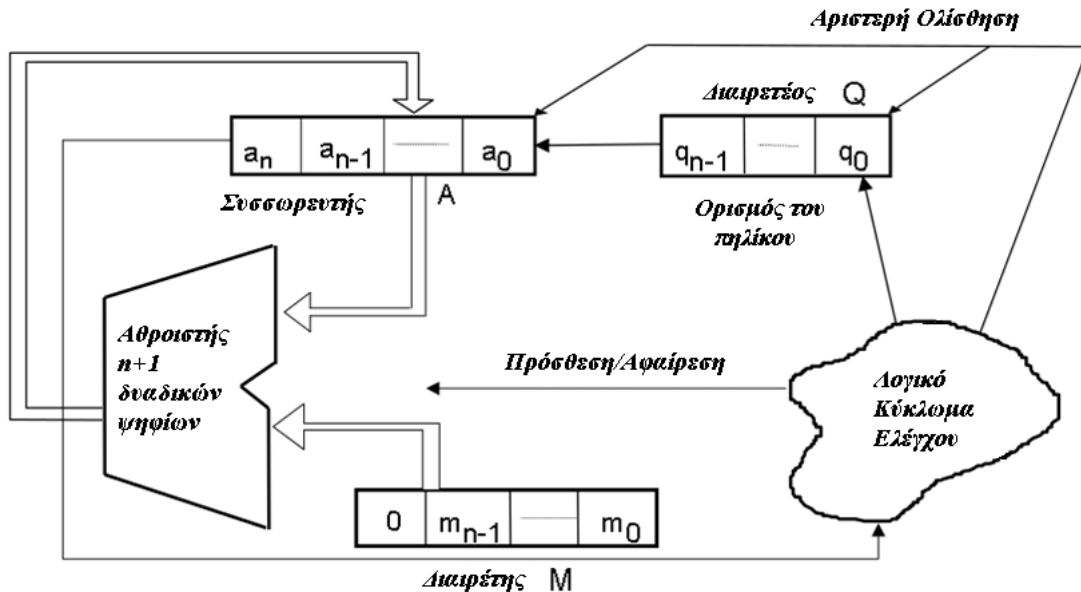 Αριστερή Ολίσθηση
Διαιρετέος Q
a_n a_{n-1} a_0
q_{n-1} q_0
Συσσωρευτής A
Ορισμός του
πηλίκου
Αθροιστής
n+1
δυαδικών
ψηφίων
Πρόσθεση/Αφαίρεση
Λογικό
Κύκλωμα
Ελέγχου
0 m_{n-1} m_0
Διαιρέτης M